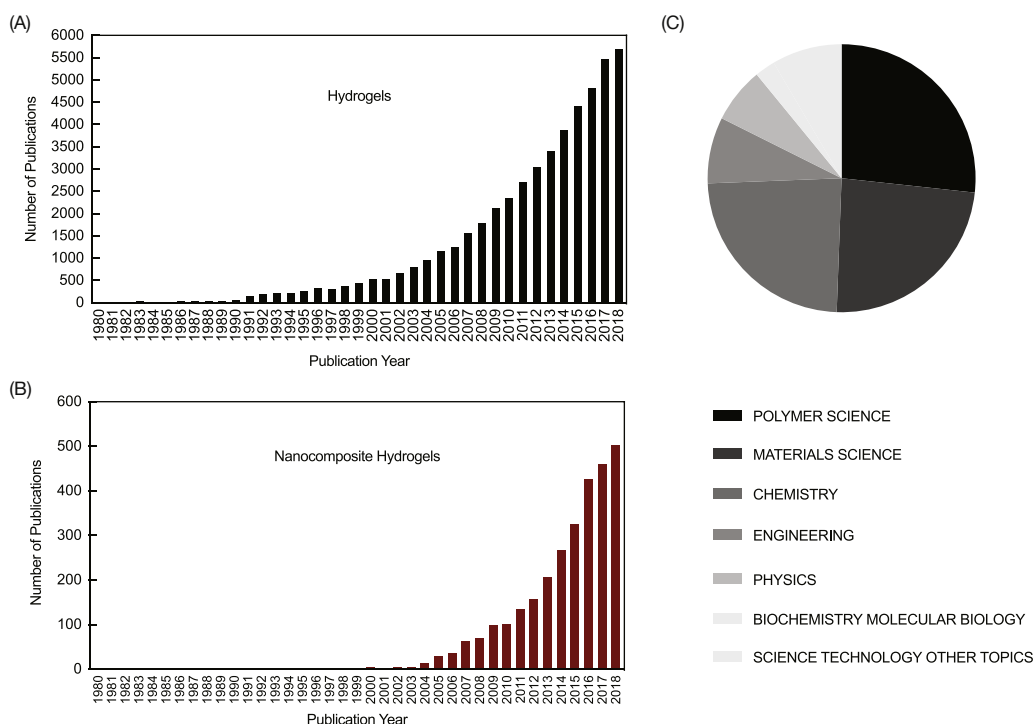 (A)
6000
5500
5000
4500
4000
3500
3000
2500
2000
1500
1000
500
0
Number of Publications
Hydrogels
1980 1981 1982 1983 1984 1985 1986 1987 1988 1989 1990 1991 1992 1993 1994 1995 1996 1997 1998 1999 2000 2001 2002 2003 2004 2005 2006 2007 2008 2009 2010 2011 2012 2013 2014 2015 2016 2017 2018
Publication Year
(B)
600
500
400
300
200
100
0
Number of Publications
Nanocomposite Hydrogels
1980 1981 1982 1983 1984 1985 1986 1987 1988 1989 1990 1991 1992 1993 1994 1995 1996 1997 1998 1999 2000 2001 2002 2003 2004 2005 2006 2007 2008 2009 2010 2011 2012 2013 2014 2015 2016 2017 2018
Publication Year
(C)
POLYMER SCIENCE
MATERIALS SCIENCE
CHEMISTRY
ENGINEERING
PHYSICS
BIOCHEMISTRY MOLECULAR BIOLOGY
SCIENCE TECHNOLOGY OTHER TOPICS